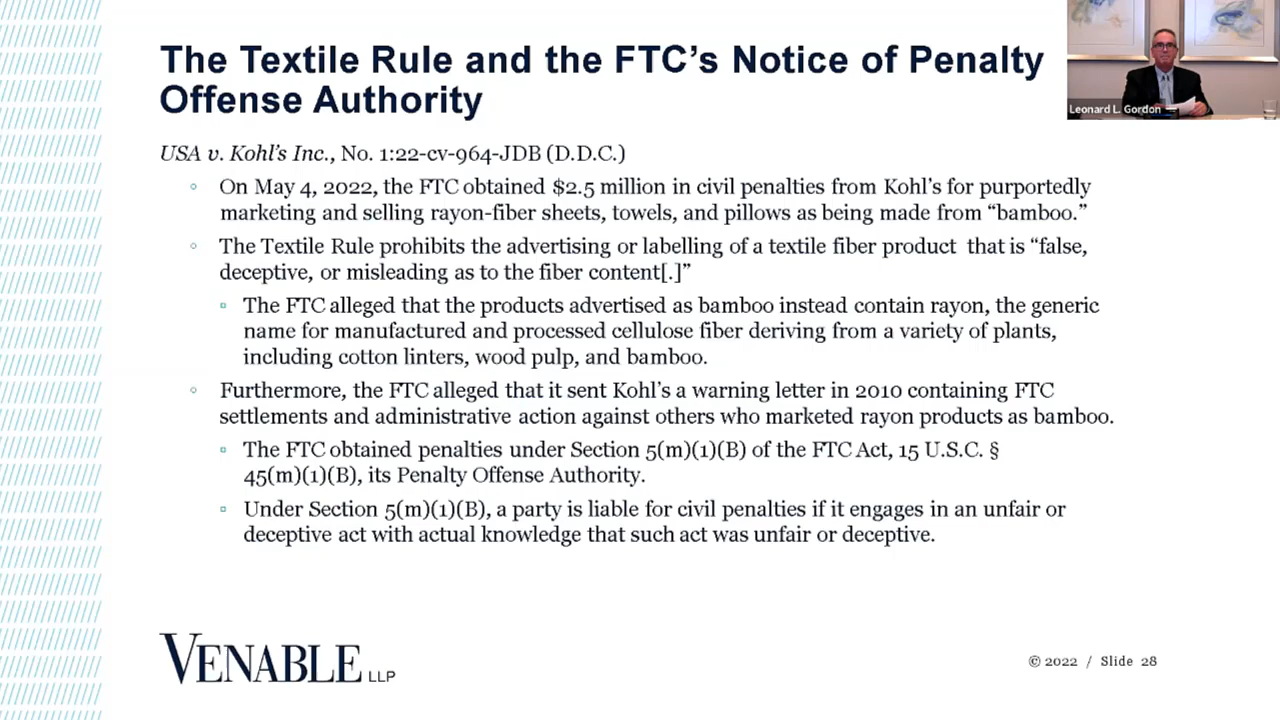 The Textile Rule and the FTC’s Notice of Penalty
Offense Authority
Leonard L. Gordon
USA v. Kohl’s Inc., No. 1:22-cv-964-JDB (D.D.C.)
◦ On May 4, 2022, the FTC obtained $2.5 million in civil penalties from Kohl’s for purportedly
marketing and selling rayon-fiber sheets, towels, and pillows as being made from “bamboo.”
◦ The Textile Rule prohibits the advertising or labelling of a textile fiber product that is “false,
deceptive, or misleading as to the fiber content[.]”
▫ The FTC alleged that the products advertised as bamboo instead contain rayon, the generic
name for manufactured and processed cellulose fiber deriving from a variety of plants,
including cotton linters, wood pulp, and bamboo.
◦ Furthermore, the FTC alleged that it sent Kohl’s a warning letter in 2010 containing FTC
settlements and administrative action against others who marketed rayon products as bamboo.
▫ The FTC obtained penalties under Section 5(m)(1)(B) of the FTC Act, 15 U.S.C. §
45(m)(1)(B), its Penalty Offense Authority.
▫ Under Section 5(m)(1)(B), a party is liable for civil penalties if it engages in an unfair or
deceptive act with actual knowledge that such act was unfair or deceptive.
VENABLE LLP
© 2022 / Slide 28